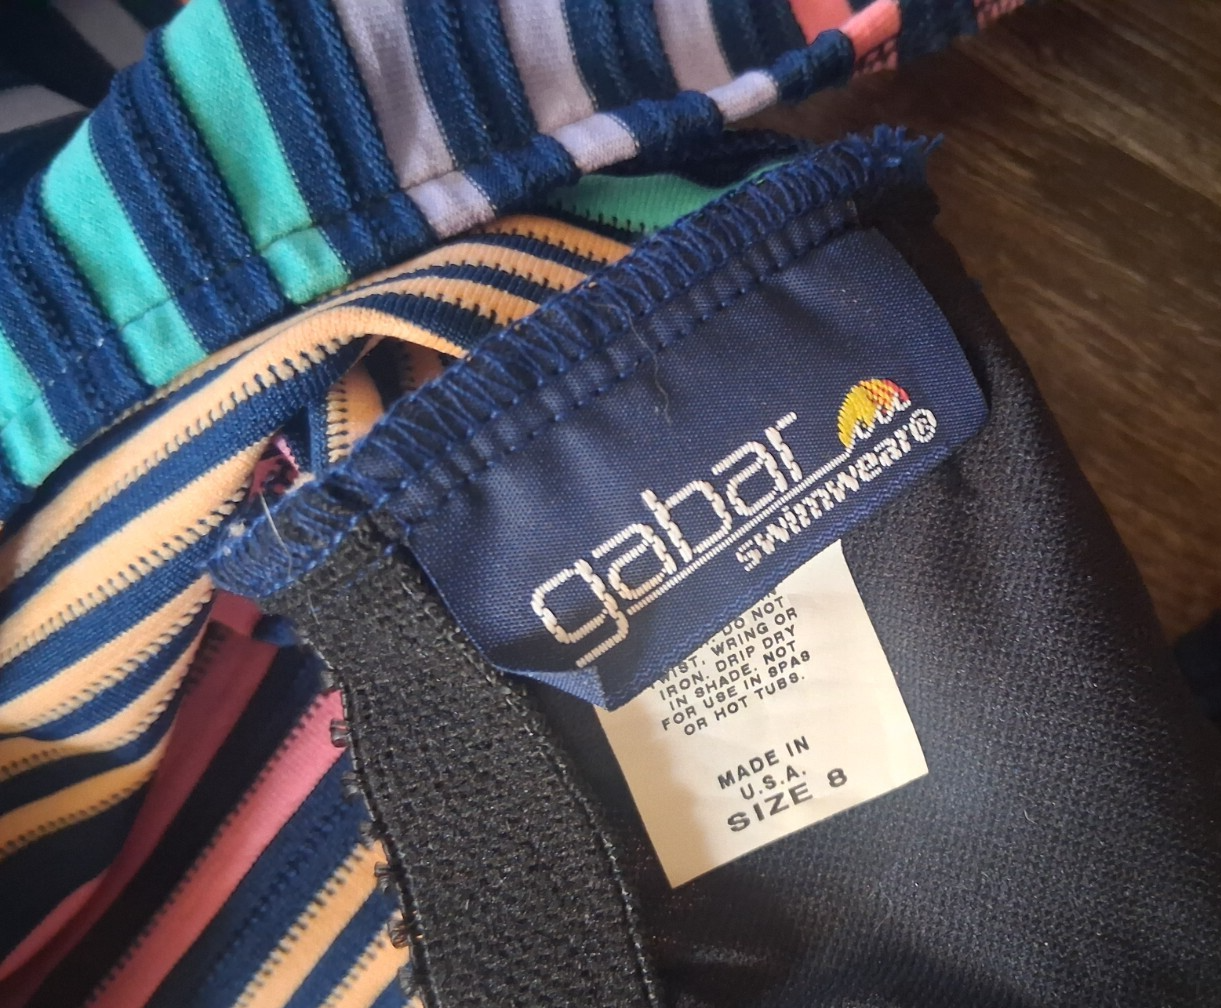 gabar
swimwear®
DO NOT
TWIST, WRING OR
IRON. DRIP DRY
IN SHADE. NOT
FOR USE IN SPAS
OR HOT TUBS.
MADE IN
U.S.A.
SIZE 8